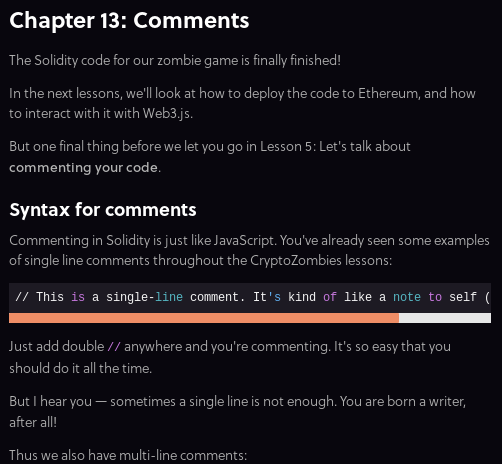 Chapter 13: Comments
The Solidity code for our zombie game is finally finished!
In the next lessons, we'll look at how to deploy the code to Ethereum, and how
to interact with it with Web3.js.
But one final thing before we let you go in Lesson 5: Let's talk about
commenting your code.
Syntax for comments
Commenting in Solidity is just like JavaScript. You've already seen some examples
of single line comments throughout the CryptoZombies lessons:
// This is a single-line comment. It's kind of like a note to self (
Just add double // anywhere and you're commenting. It's so easy that you
should do it all the time.
But I hear you — sometimes a single line is not enough. You are born a writer,
after all!
Thus we also have multi-line comments: